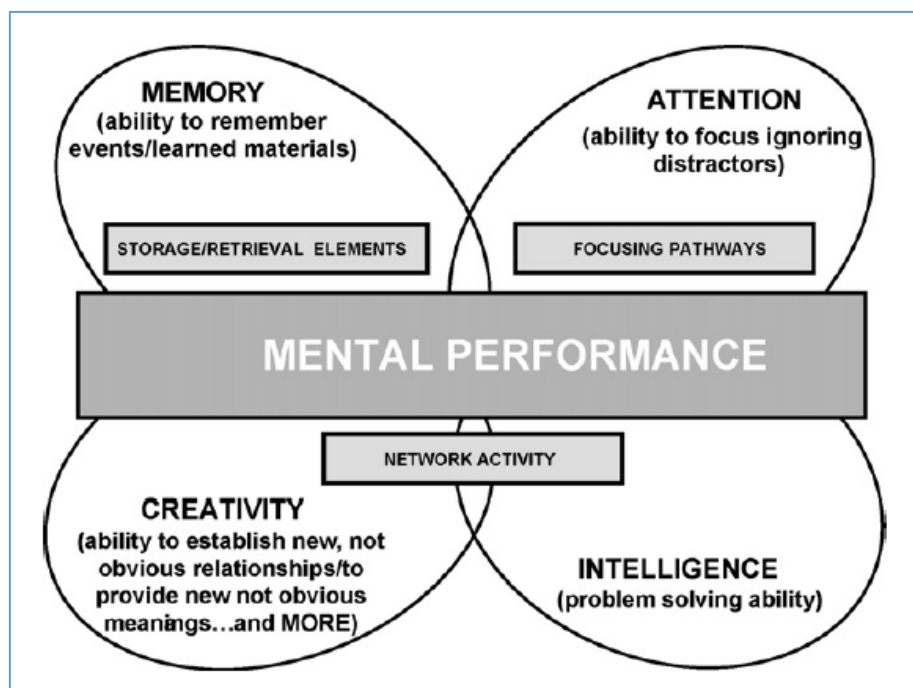 MEMORY
(ability to remember
events/learned materials)
ATTENTION
(ability to focus ignoring
distractors)
STORAGE/RETRIEVAL ELEMENTS
FOCUSING PATHWAYS
MENTAL PERFORMANCE
NETWORK ACTIVITY
CREATIVITY
(ability to establish new, not
obvious relationships/to
provide new not obvious
meanings...and MORE)
INTELLIGENCE
(problem solving ability)